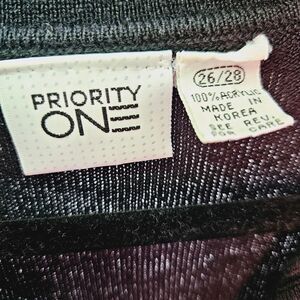 PRIORITY
ONE
26/28
100% ACRYLIC
MADE IN
KOREA
SEE REV.
FOR CARE